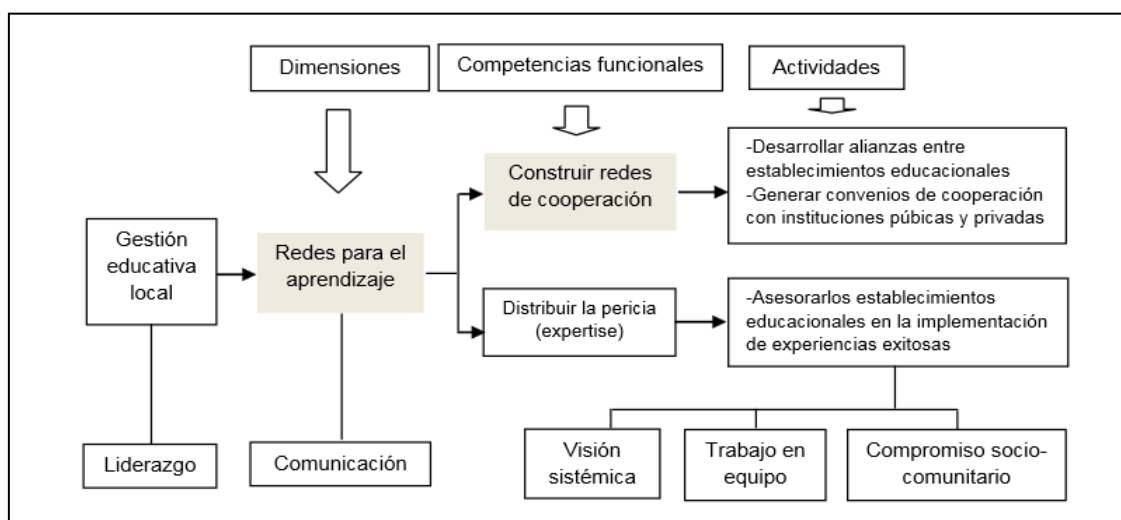 Dimensiones
Competencias funcionales
Actividades
Construir redes
de cooperación
-Desarrollar alianzas entre
establecimientos educacionales
-Generar convenios de cooperación
con instituciones púbicas y privadas
Gestión
educativa
local
Redes para el
aprendizaje
Distribuir la pericia
(expertise)
-Asesorarlos establecimientos
educacionales en la implementación
de experiencias exitosas
Liderazgo
Comunicación
Visión
sistémica
Trabajo en
equipo
Compromiso socio-
comunitario